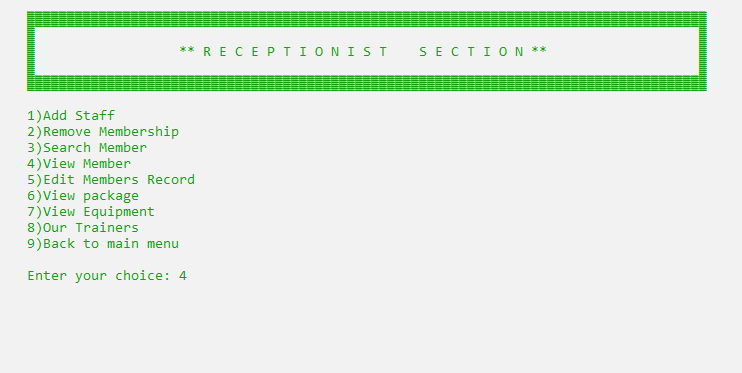 ** R E C E P T I O N I S T    S E C T I O N **
1)Add Staff
2)Remove Membership
3)Search Member
4)View Member
5)Edit Members Record
6)View package
7)View Equipment
8)Our Trainers
9)Back to main menu
Enter your choice: 4